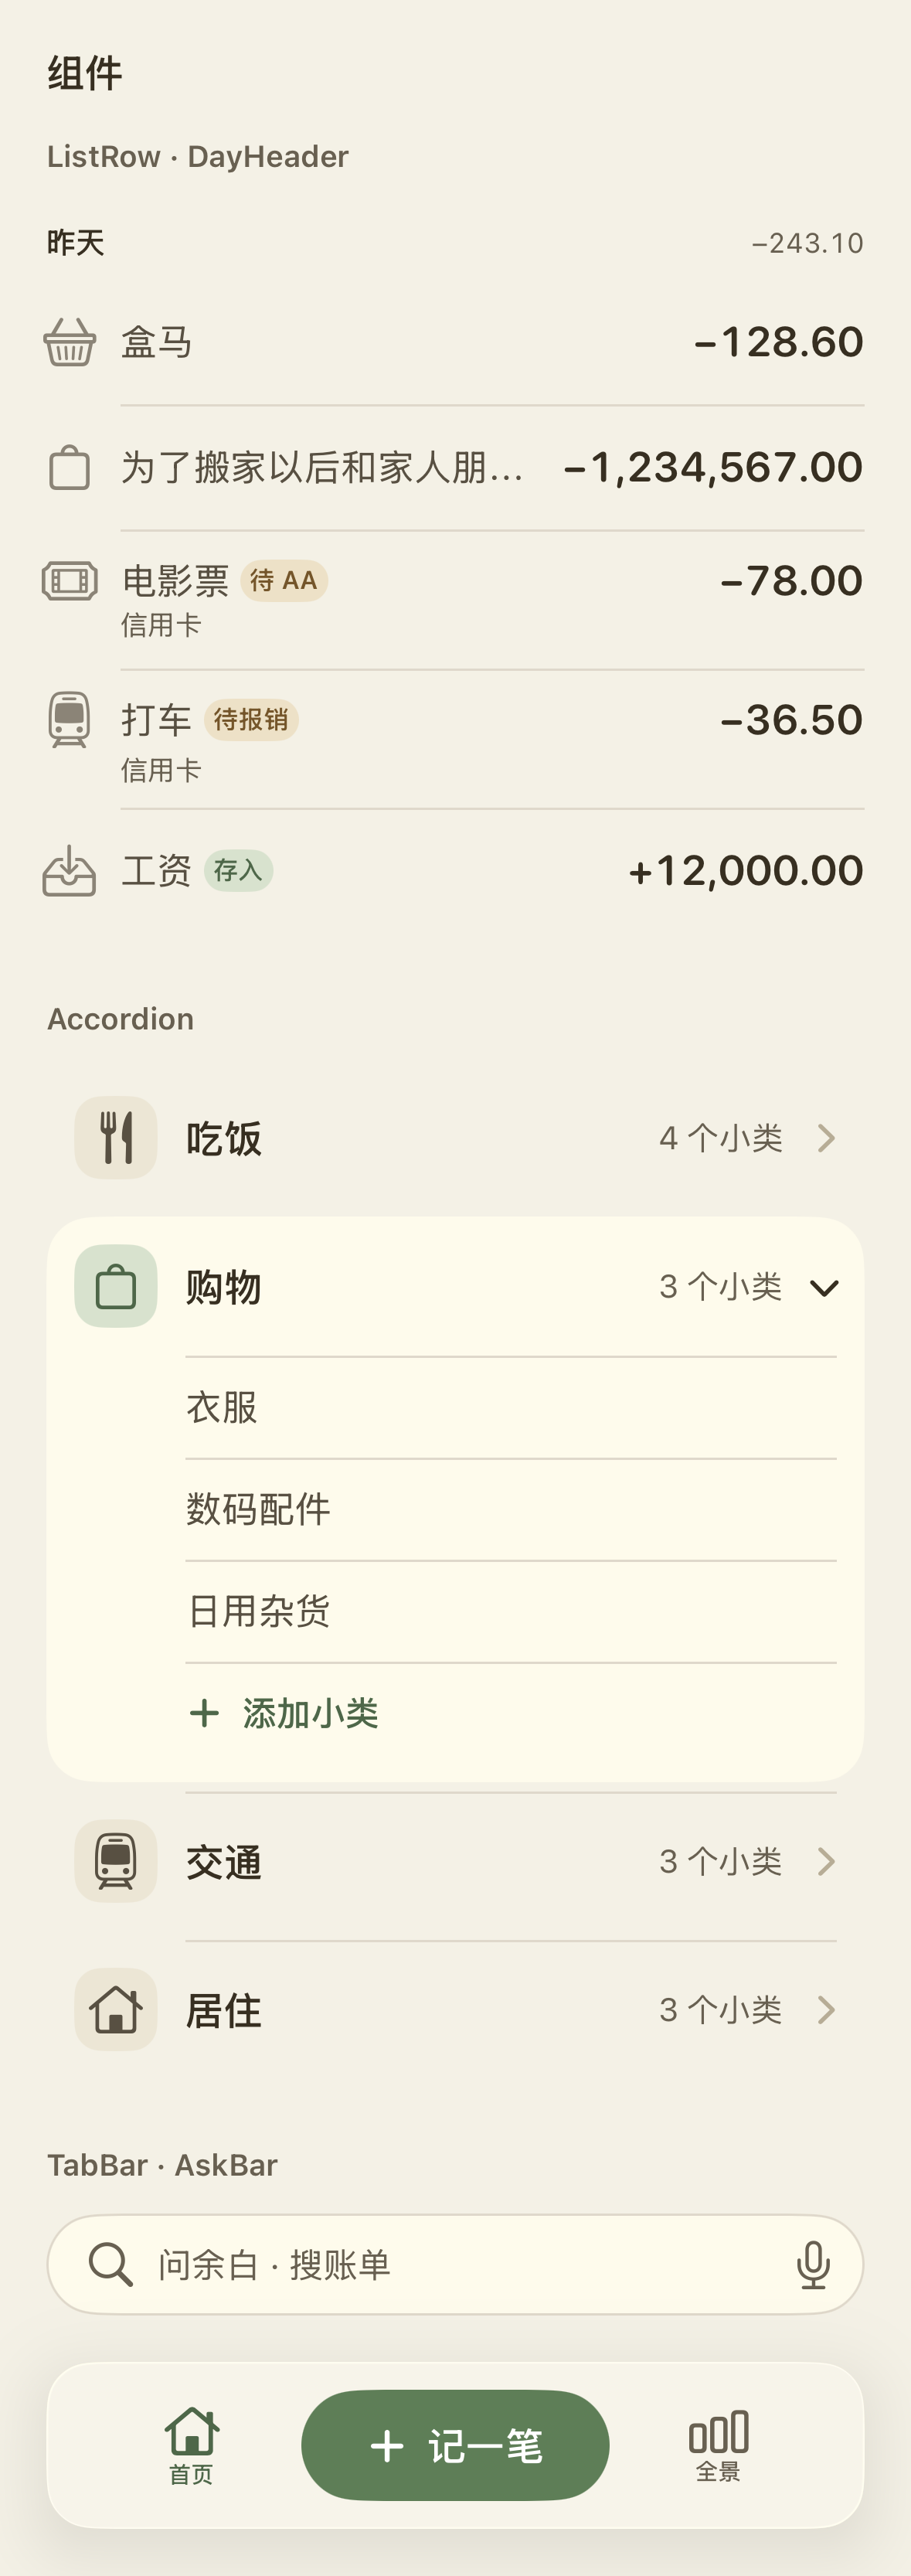 组件
ListRow · DayHeader
昨天 −243.10
盒马 −128.60
为了搬家以后和家人朋… −1,234,567.00
电影票 待 AA −78.00
信用卡
打车 待报销 −36.50
信用卡
工资 存入 +12,000.00
Accordion
吃饭 4 个小类
购物 3 个小类
衣服
数码配件
日用杂货
+ 添加小类
交通 3 个小类
居住 3 个小类
TabBar · AskBar
问余白 · 搜账单
首页 + 记一笔 全景